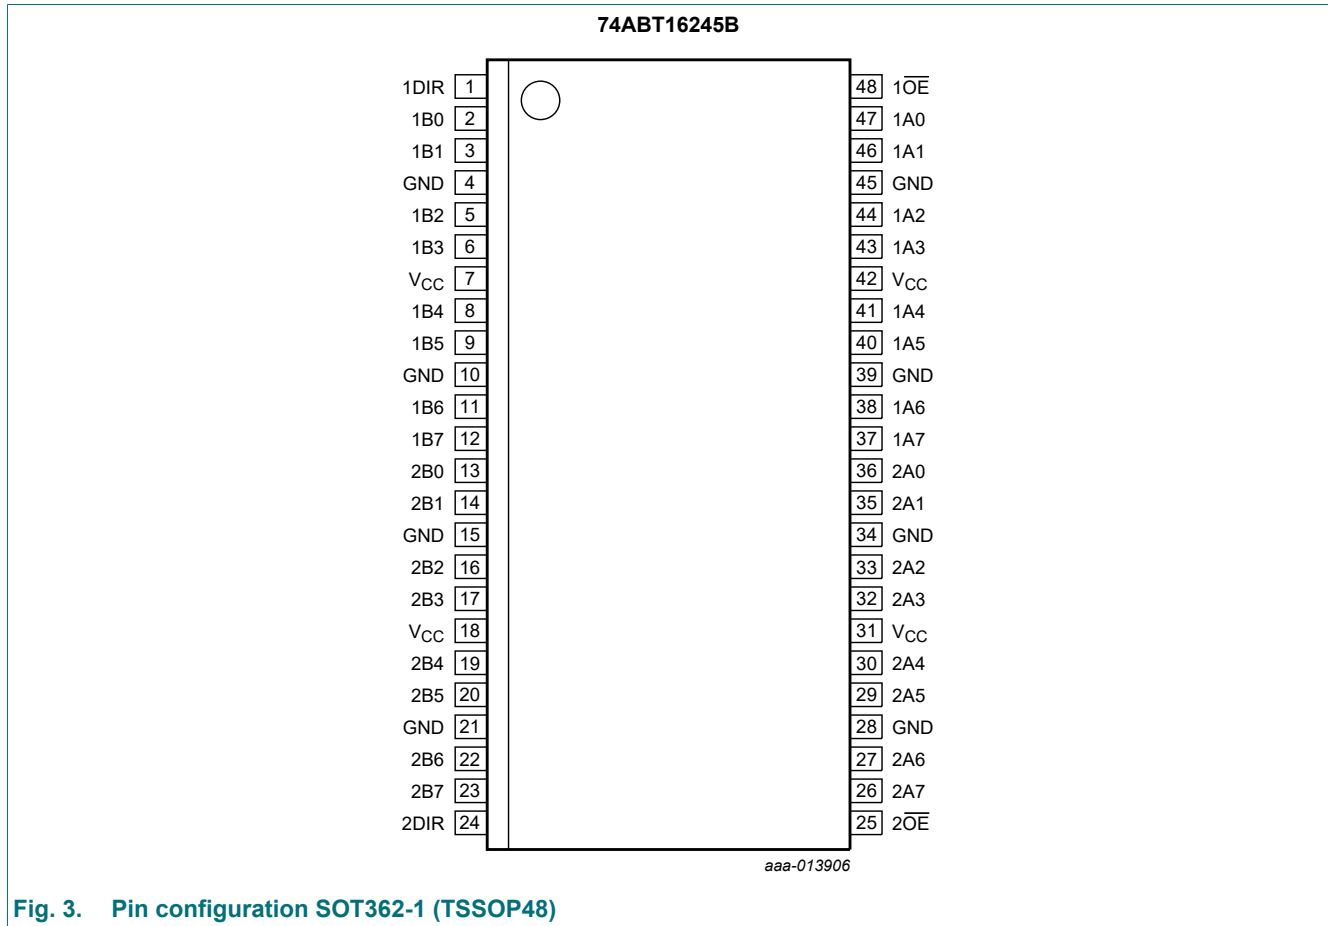 74ABT16245B
1DIR 1 48 1O̅E̅
1B0 2 47 1A0
1B1 3 46 1A1
GND 4 45 GND
1B2 5 44 1A2
1B3 6 43 1A3
VCC 7 42 VCC
1B4 8 41 1A4
1B5 9 40 1A5
GND 10 39 GND
1B6 11 38 1A6
1B7 12 37 1A7
2B0 13 36 2A0
2B1 14 35 2A1
GND 15 34 GND
2B2 16 33 2A2
2B3 17 32 2A3
VCC 18 31 VCC
2B4 19 30 2A4
2B5 20 29 2A5
GND 21 28 GND
2B6 22 27 2A6
2B7 23 26 2A7
2DIR 24 25 2O̅E̅
aaa-013906
Fig. 3. Pin configuration SOT362-1 (TSSOP48)